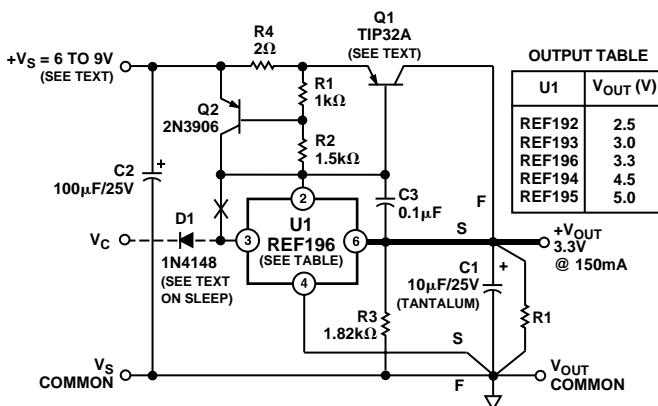 +VS = 6 TO 9V
(SEE TEXT)
R4
2Ω
Q1
TIP32A
(SEE TEXT)
R1
1kΩ
Q2
2N3906
R2
1.5kΩ
C2
100µF/25V
+
C3
0.1µF
F
VC
D1
1N4148
(SEE TEXT
ON SLEEP)
2
3
U1
REF196
(SEE TABLE)
6
4
S
+VOUT
3.3V
@ 150mA
C1
10µF/25V
(TANTALUM)
+
R1
R3
1.82kΩ
S
F
VS
COMMON
VOUT
COMMON
OUTPUT TABLE
U1 VOUT (V)
REF192 2.5
REF193 3.0
REF196 3.3
REF194 4.5
REF195 5.0